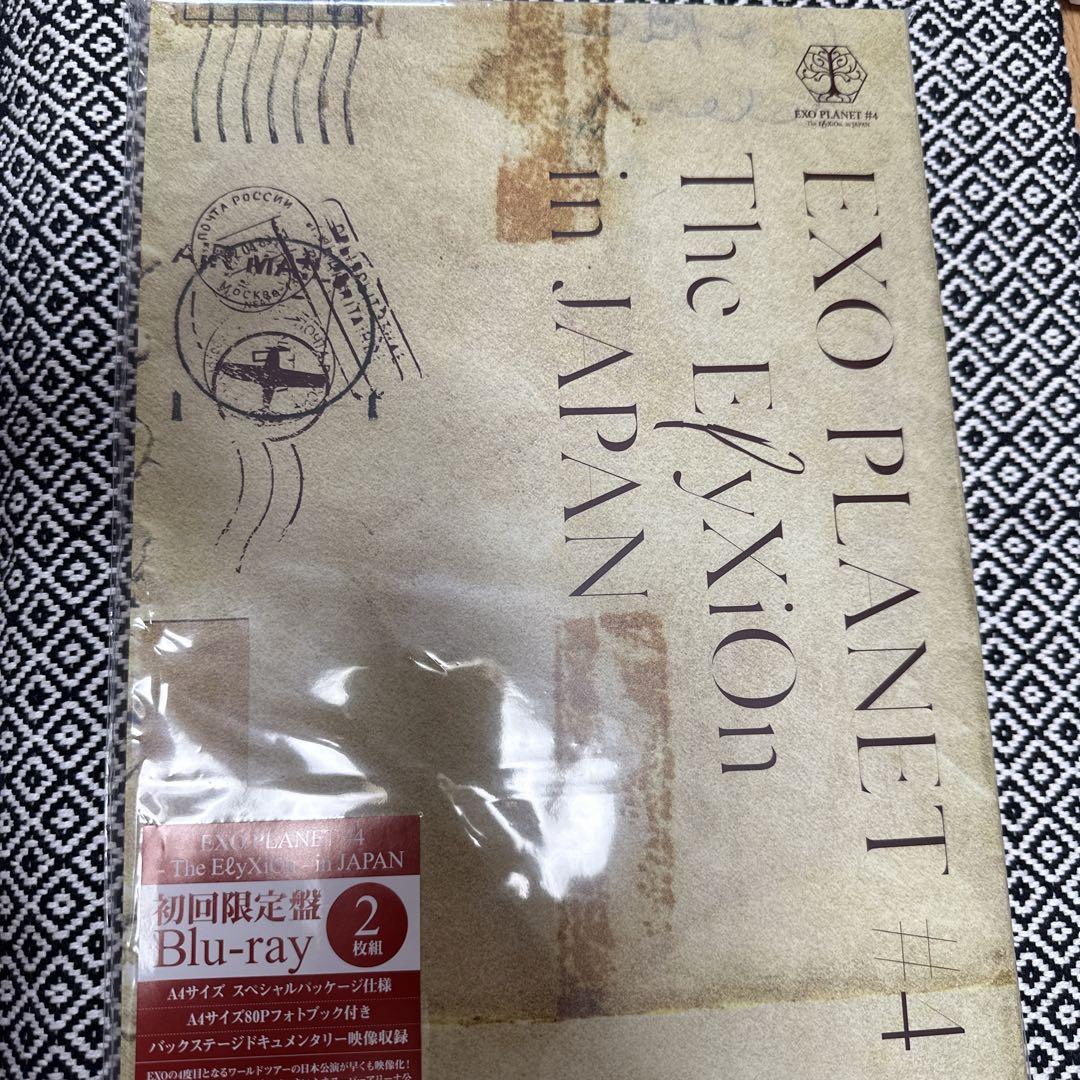 EXO PLANET #4
- The EℓyXiOn - in JAPAN
EXO PLANET #4
The EℓyXiOn
in JAPAN
ПОЧТА РОССИИ
МОСКВА
EXO PLANET #4
- The EℓyXiOn - in JAPAN
初回限定盤
Blu-ray
2
枚組
A4サイズ スペシャルパッケージ仕様
A4サイズ80Pフォトブック付き
バックステージドキュメンタリー映像収録
EXOの4度目となるワールドツアーの日本公演が早くも映像化!